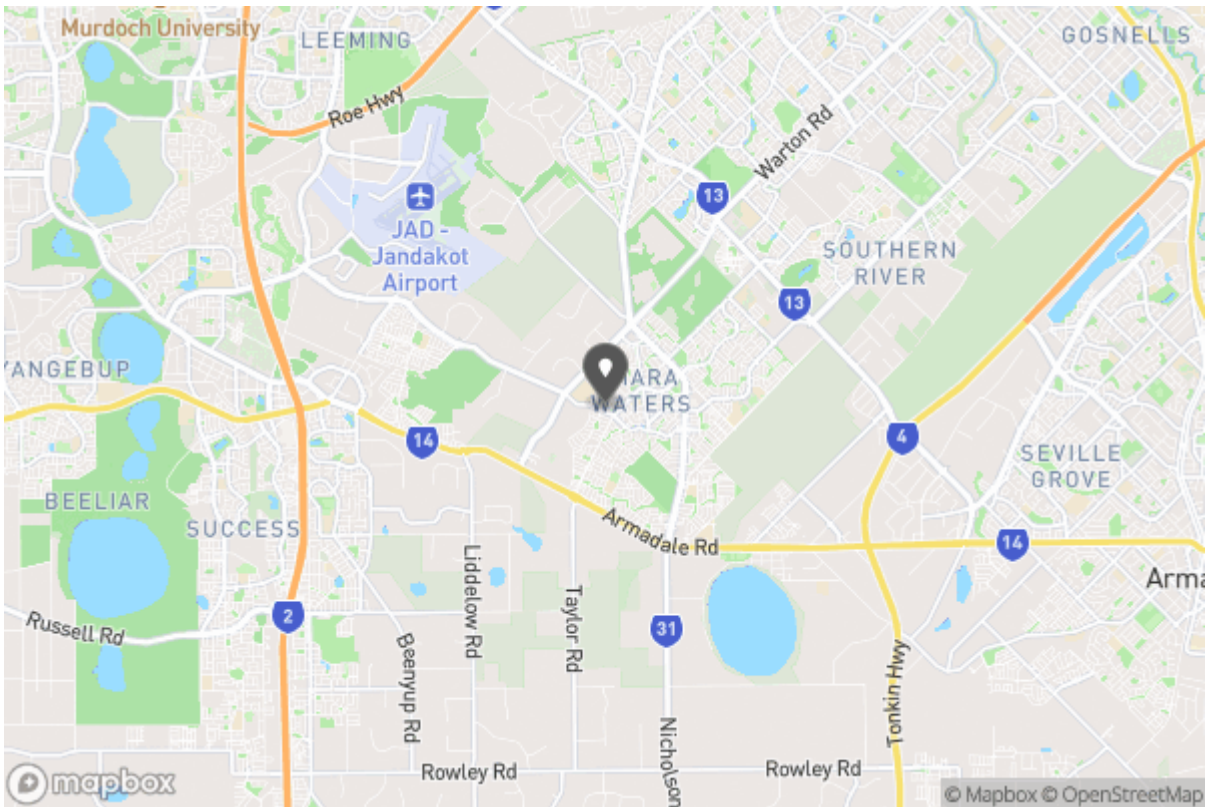 Murdoch University
LEEMING
GOSNELLS
Roe Hwy
Warton Rd
13
JAD -
Jandakot
Airport
SOUTHERN
RIVER
13
YANGEBUP
IARA
WATERS
14
4
SEVILLE
GROVE
BEELIAR
SUCCESS
Armadale Rd
14
Liddelow Rd
Taylor Rd
Arma
2
31
Russell Rd
Beenyup Rd
Tonkin Hwy
Nicholson
Rowley Rd
Rowley Rd
mapbox
© Mapbox © OpenStreetMap